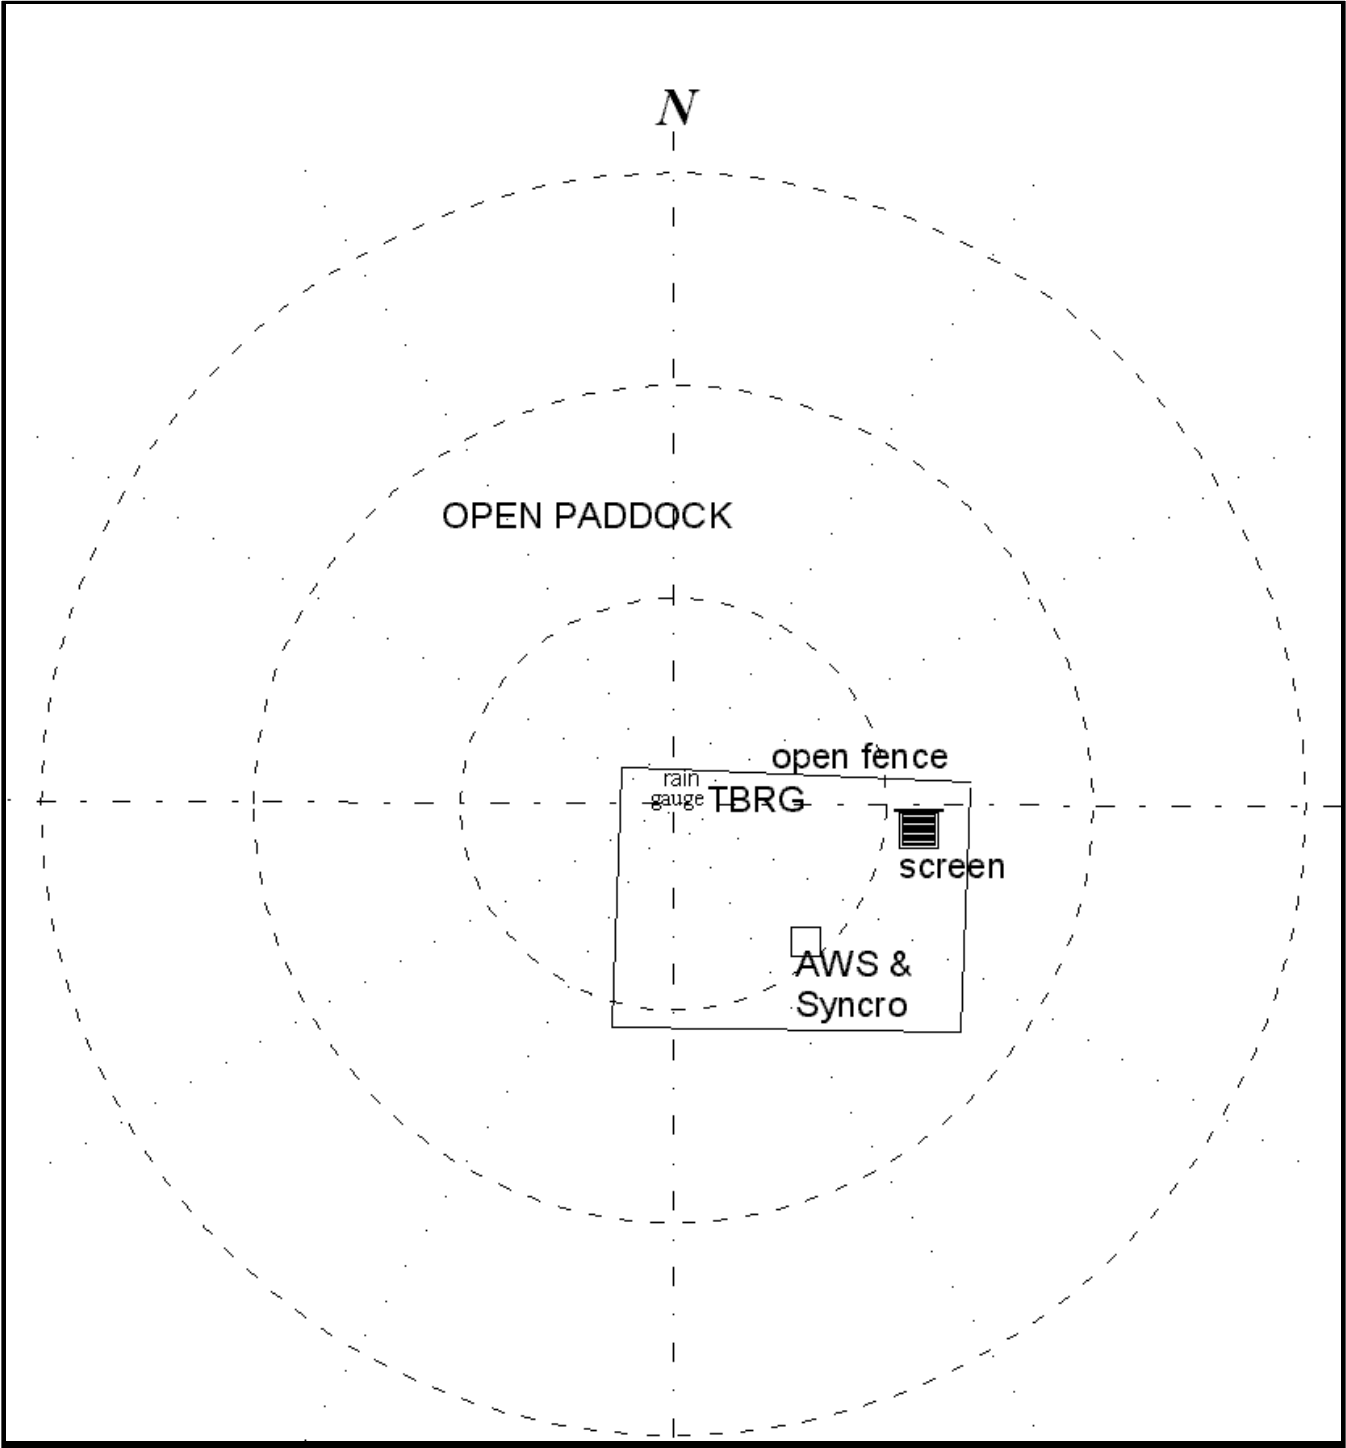 N
OPEN PADDOCK
open fence
rain
gauge
TBRG
screen
AWS &
Syncro